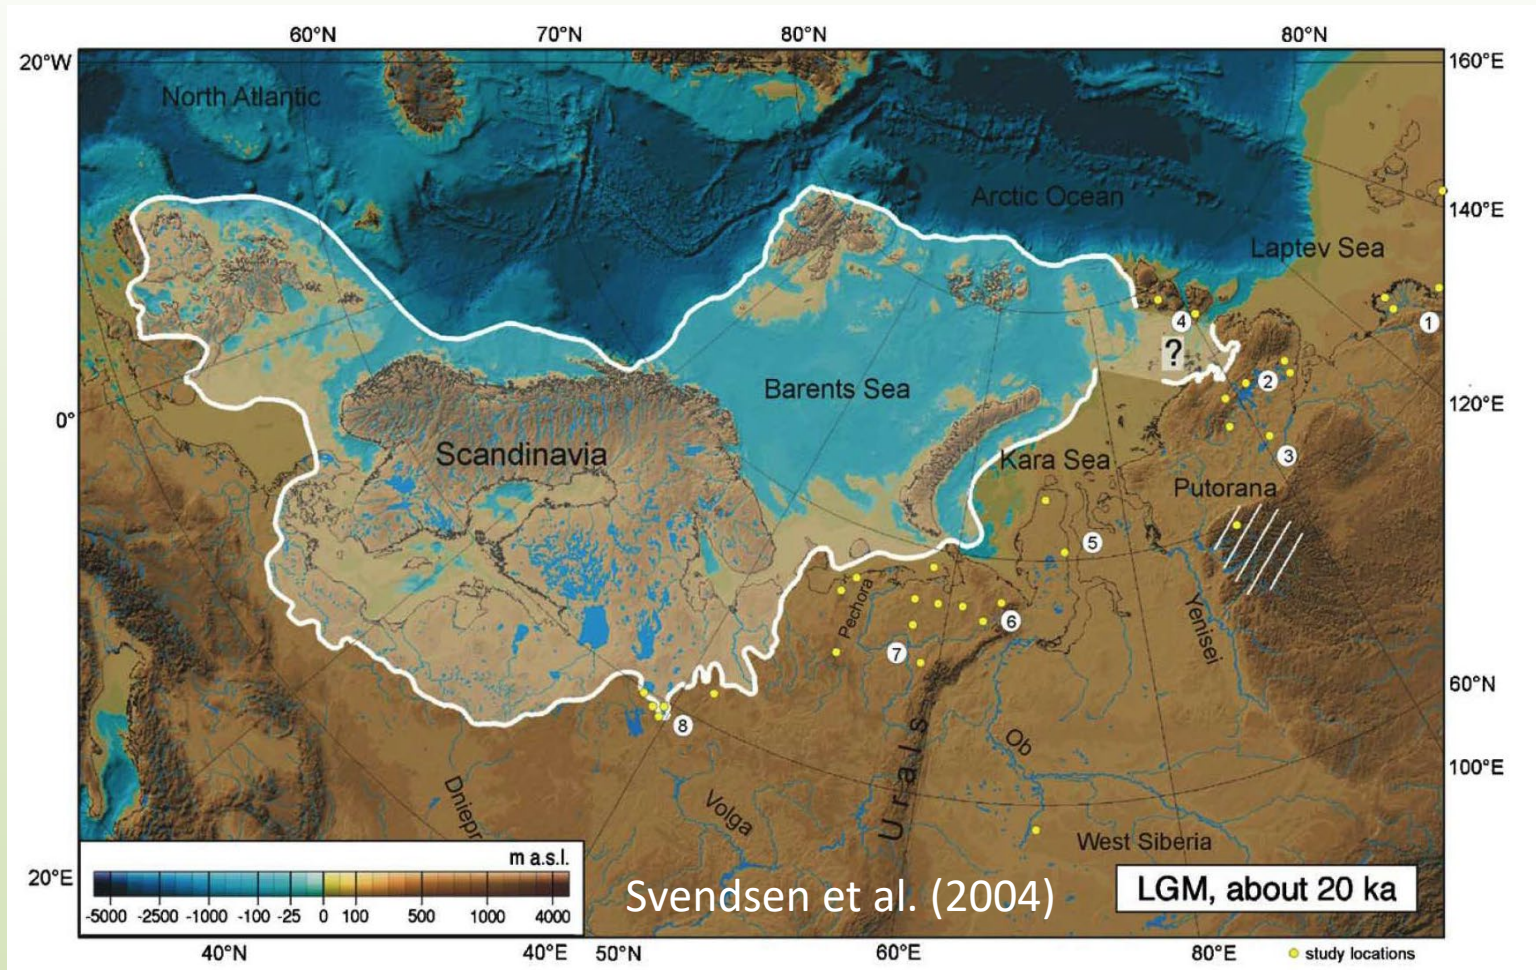 60°N 70°N 80°N 80°N
20°W 160°E
North Atlantic
Arctic Ocean
140°E
Laptev Sea
4
1
?
Barents Sea
2
0° 120°E
Scandinavia
Kara Sea
3
Putorana
5
Pechora
6
Yenisei
7
60°N
8
Urals
Ob
100°E
Dniepr
Volga
West Siberia
m a.s.l.
-5000 -2500 -1000 -100 -25 0 100 500 1000 4000
20°E
Svendsen et al. (2004)
LGM, about 20 ka
40°N 40°E 50°N 60°E 80°E
study locations